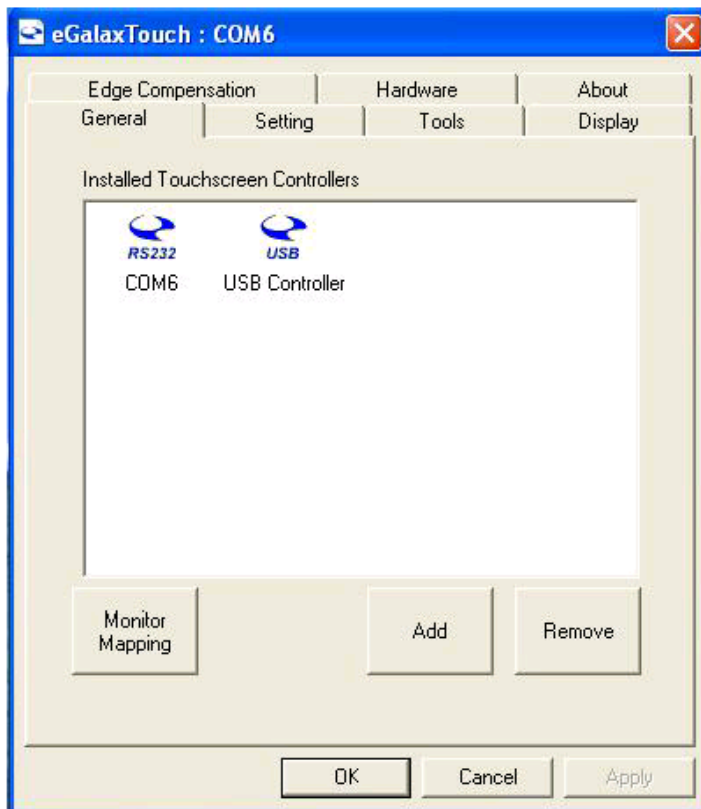 eGalaxTouch : COM6
Edge Compensation Hardware About
General Setting Tools Display
Installed Touchscreen Controllers
RS232 USB
COM6 USB Controller
Monitor
Mapping
Add
Remove
OK Cancel Apply